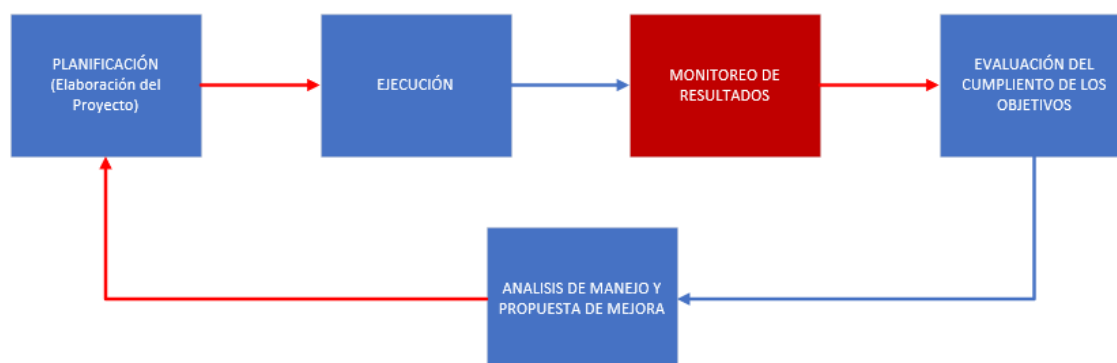 PLANIFICACIÓN
(Elaboración del
Proyecto)
EJECUCIÓN
MONITOREO DE
RESULTADOS
EVALUACIÓN DEL
CUMPLIENTO DE LOS
OBJETIVOS
ANALISIS DE MANEJO Y
PROPUESTA DE MEJORA